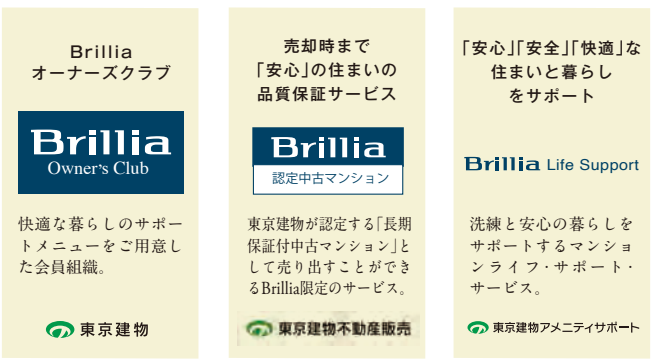 Brillia
オーナーズクラブ
Brillia
Owner's Club
快適な暮らしのサポー
トメニューをご用意し
た会員組織。
東京建物
売却時まで
「安心」の住まいの
品質保証サービス
Brillia
認定中古マンション
東京建物が認定する「長期
保証付中古マンション」と
して売り出すことができ
るBrillia限定のサービス。
東京建物不動産販売
「安心」「安全」「快適」な
住まいと暮らし
をサポート
Brillia Life Support
洗練と安心の暮らしを
サポートするマンショ
ンライフ・サポート・
サービス。
東京建物アメニティサポート